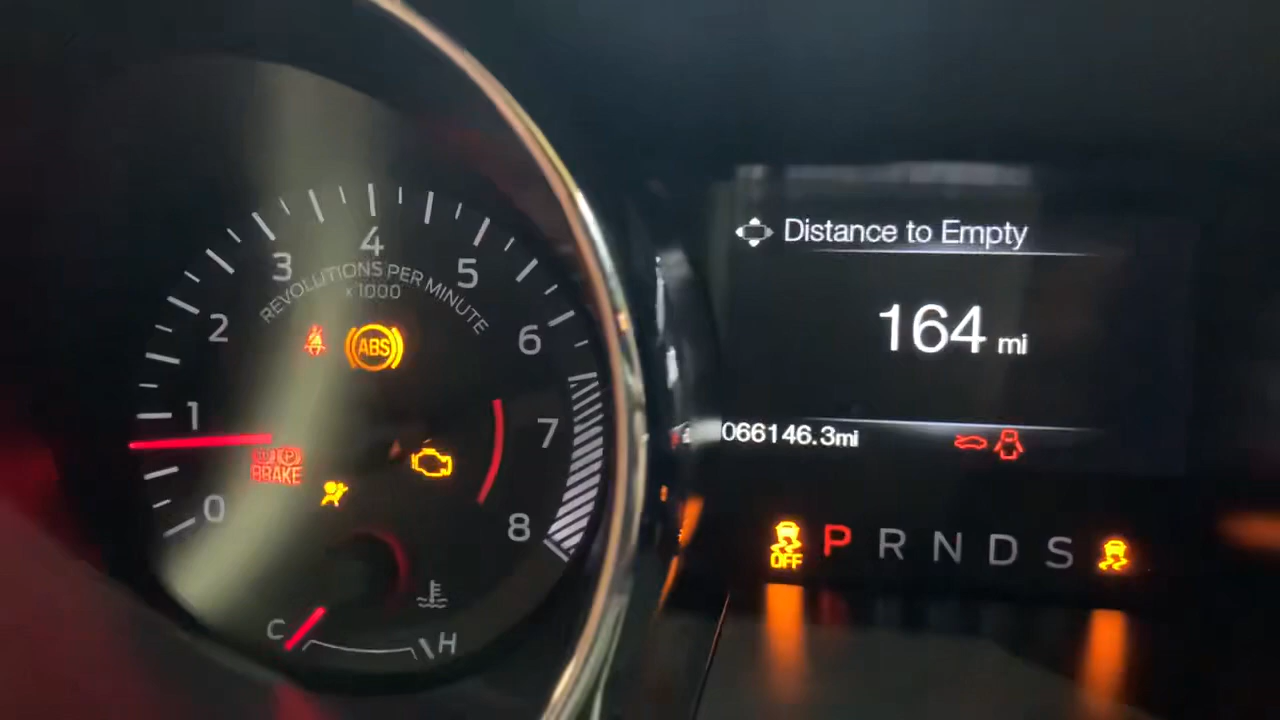 Distance to Empty
164 mi
066146.3mi
OFF P R N D S
0 1 2 3 4 5 6 7 8
REVOLUTIONS PER MINUTE
x1000
ABS
P
BRAKE
C H